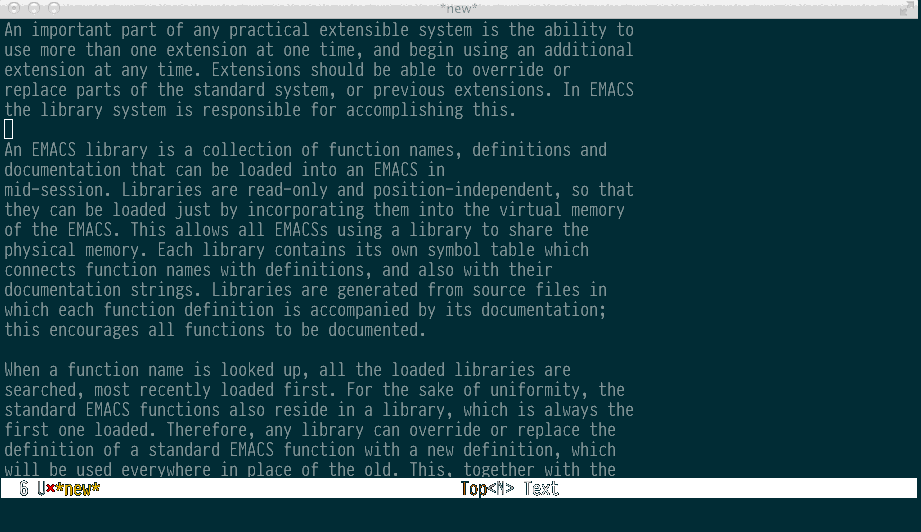 *new*
An important part of any practical extensible system is the ability to
use more than one extension at one time, and begin using an additional
extension at any time. Extensions should be able to override or
replace parts of the standard system, or previous extensions. In EMACS
the library system is responsible for accomplishing this.
An EMACS library is a collection of function names, definitions and
documentation that can be loaded into an EMACS in
mid-session. Libraries are read-only and position-independent, so that
they can be loaded just by incorporating them into the virtual memory
of the EMACS. This allows all EMACSs using a library to share the
physical memory. Each library contains its own symbol table which
connects function names with definitions, and also with their
documentation strings. Libraries are generated from source files in
which each function definition is accompanied by its documentation;
this encourages all functions to be documented.
When a function name is looked up, all the loaded libraries are
searched, most recently loaded first. For the sake of uniformity, the
standard EMACS functions also reside in a library, which is always the
first one loaded. Therefore, any library can override or replace the
definition of a standard EMACS function with a new definition, which
will be used everywhere in place of the old. This, together with the
6 U×*new* Top<N> Text